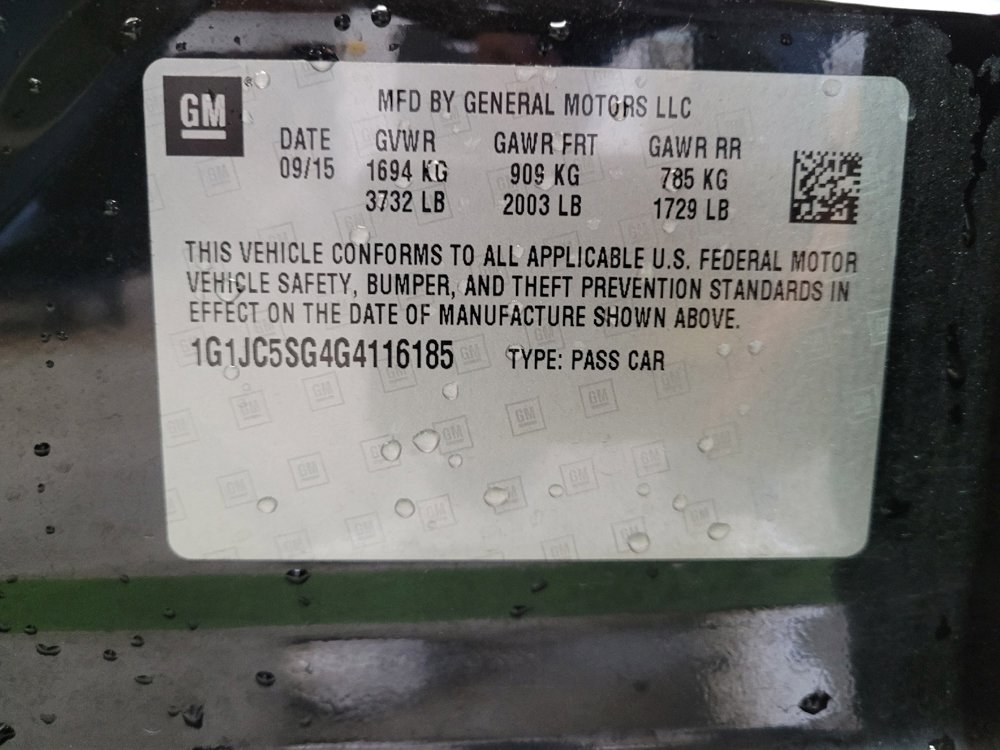 GM
MFD BY GENERAL MOTORS LLC
DATE GVWR GAWR FRT GAWR RR
09/15 1694 KG 909 KG 785 KG
3732 LB 2003 LB 1729 LB
THIS VEHICLE CONFORMS TO ALL APPLICABLE U.S. FEDERAL MOTOR
VEHICLE SAFETY, BUMPER, AND THEFT PREVENTION STANDARDS IN
EFFECT ON THE DATE OF MANUFACTURE SHOWN ABOVE.
1G1JC5SG4G4116185 TYPE: PASS CAR